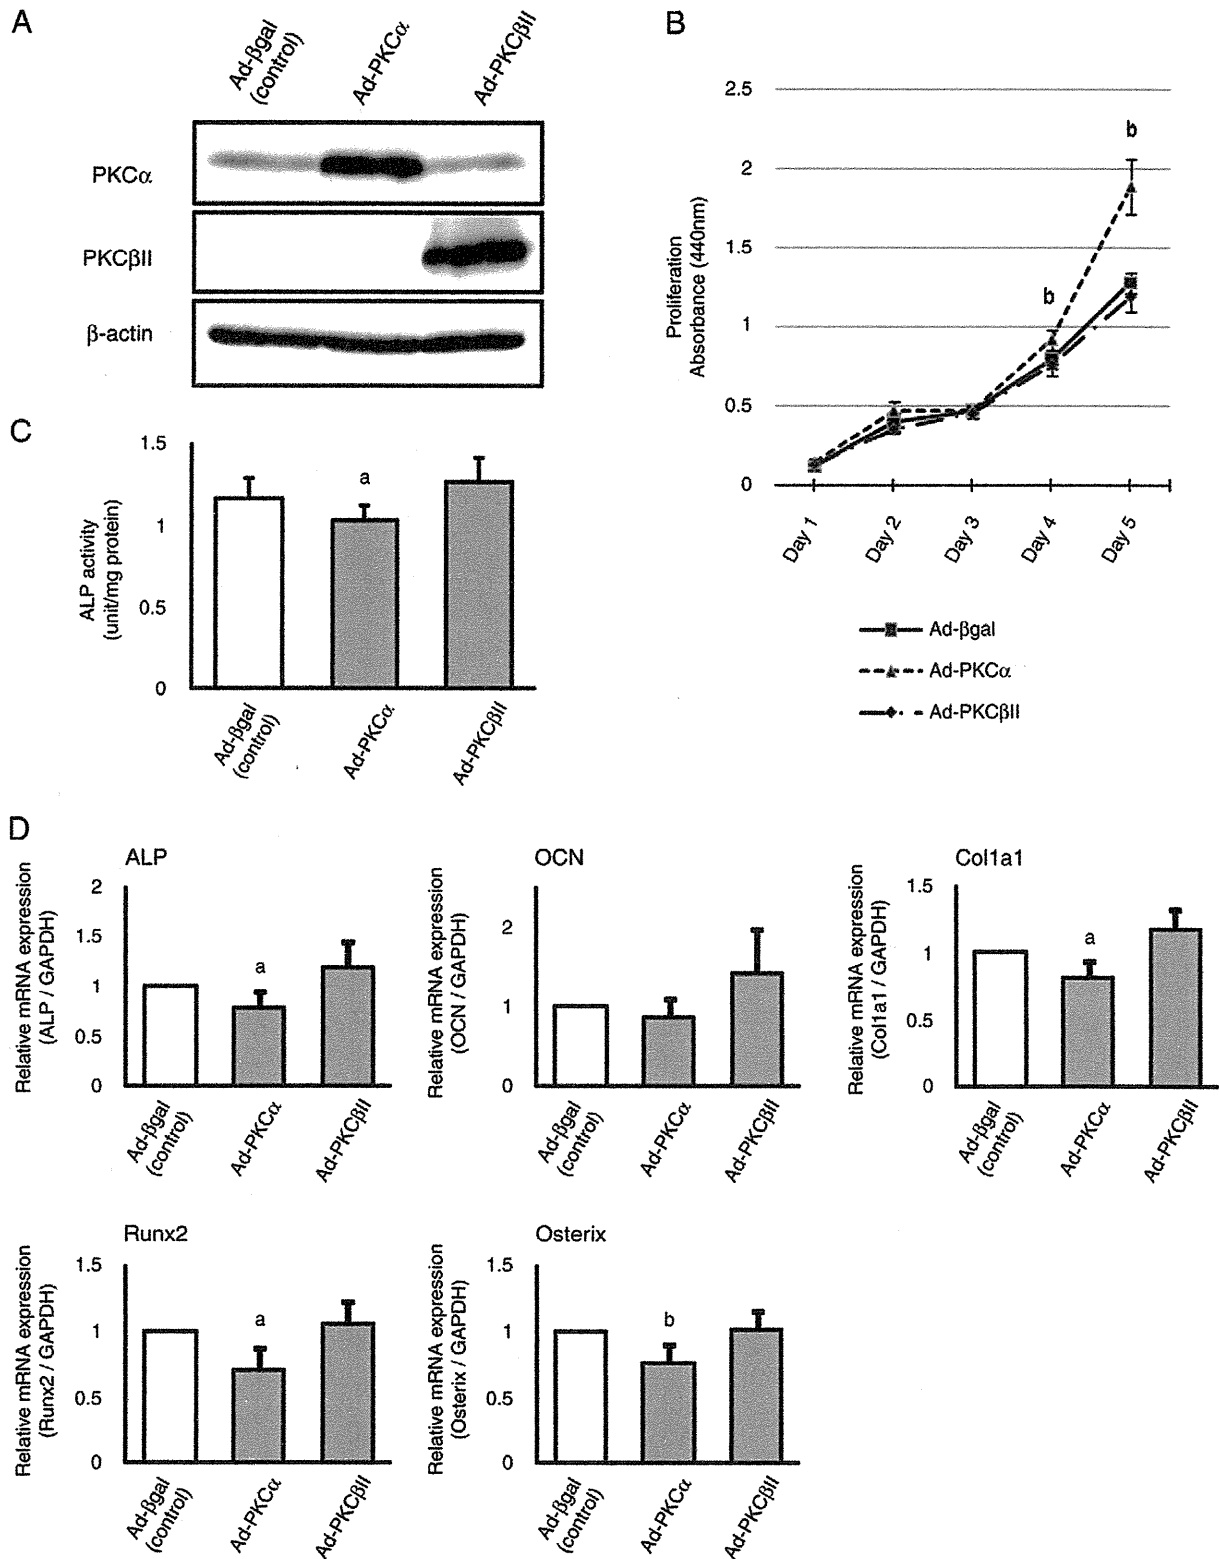 A
Ad-βgal
(control)
Ad-PKCα
Ad-PKCβII
PKCα
PKCβII
β-actin
B
Proliferation
Absorbance (440nm)
2.5
2
1.5
1
0.5
0
b
b
Day 1
Day 2
Day 3
Day 4
Day 5
Ad-βgal
Ad-PKCα
Ad-PKCβII
C
ALP activity
(unit/mg protein)
1.5
1
0.5
0
a
Ad-βgal
(control)
Ad-PKCα
Ad-PKCβII
D
ALP
Relative mRNA expression
(ALP / GAPDH)
2
1.5
1
0.5
0
a
Ad-βgal
(control)
Ad-PKCα
Ad-PKCβII
OCN
Relative mRNA expression
(OCN / GAPDH)
2
1
0
Ad-βgal
(control)
Ad-PKCα
Ad-PKCβII
Col1a1
Relative mRNA expression
(Col1a1 / GAPDH)
1.5
1
0.5
0
a
Ad-βgal
(control)
Ad-PKCα
Ad-PKCβII
Runx2
Relative mRNA expression
(Runx2 / GAPDH)
1.5
1
0.5
0
a
Ad-βgal
(control)
Ad-PKCα
Ad-PKCβII
Osterix
Relative mRNA expression
(Osterix / GAPDH)
1.5
1
0.5
0
b
Ad-βgal
(control)
Ad-PKCα
Ad-PKCβII